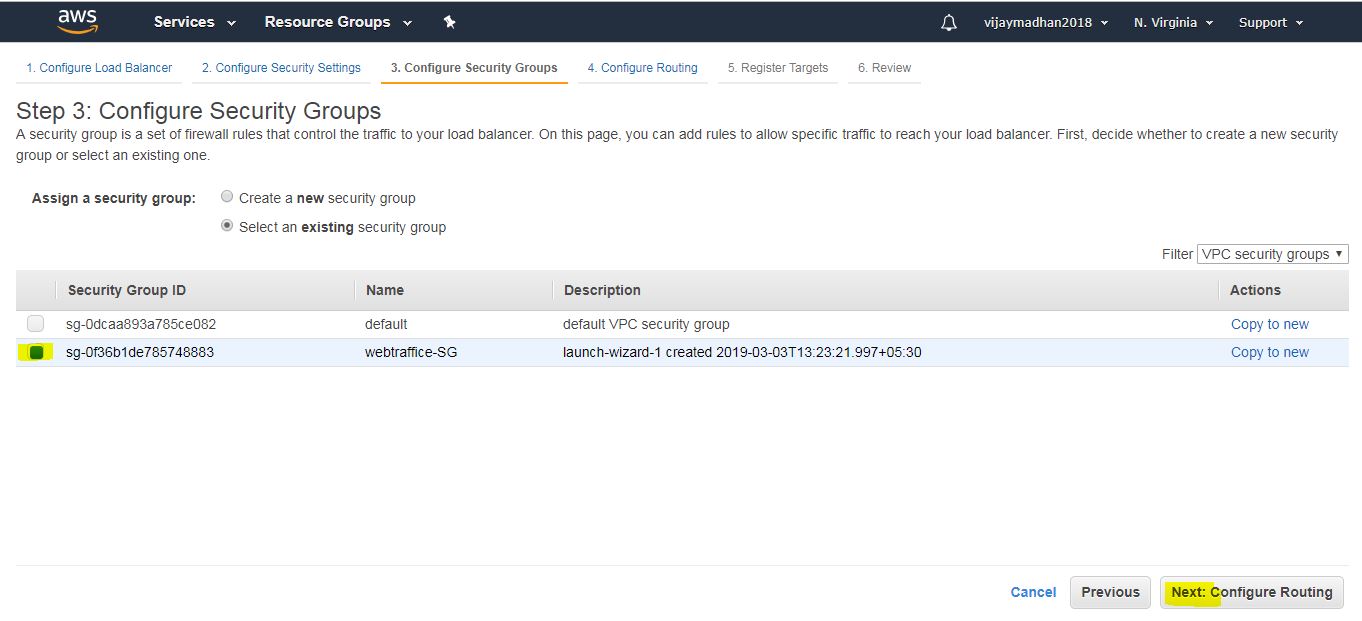 aws Services Resource Groups vijaymadhan2018 N. Virginia Support
1. Configure Load Balancer 2. Configure Security Settings 3. Configure Security Groups 4. Configure Routing 5. Register Targets 6. Review
Step 3: Configure Security Groups
A security group is a set of firewall rules that control the traffic to your load balancer. On this page, you can add rules to allow specific traffic to reach your load balancer. First, decide whether to create a new security
group or select an existing one.
Assign a security group: Create a new security group
Select an existing security group
Filter VPC security groups
Security Group ID Name Description Actions
sg-0dcaa893a785ce082 default default VPC security group Copy to new
sg-0f36b1de785748883 webtraffice-SG launch-wizard-1 created 2019-03-03T13:23:21.997+05:30 Copy to new
Cancel Previous Next: Configure Routing